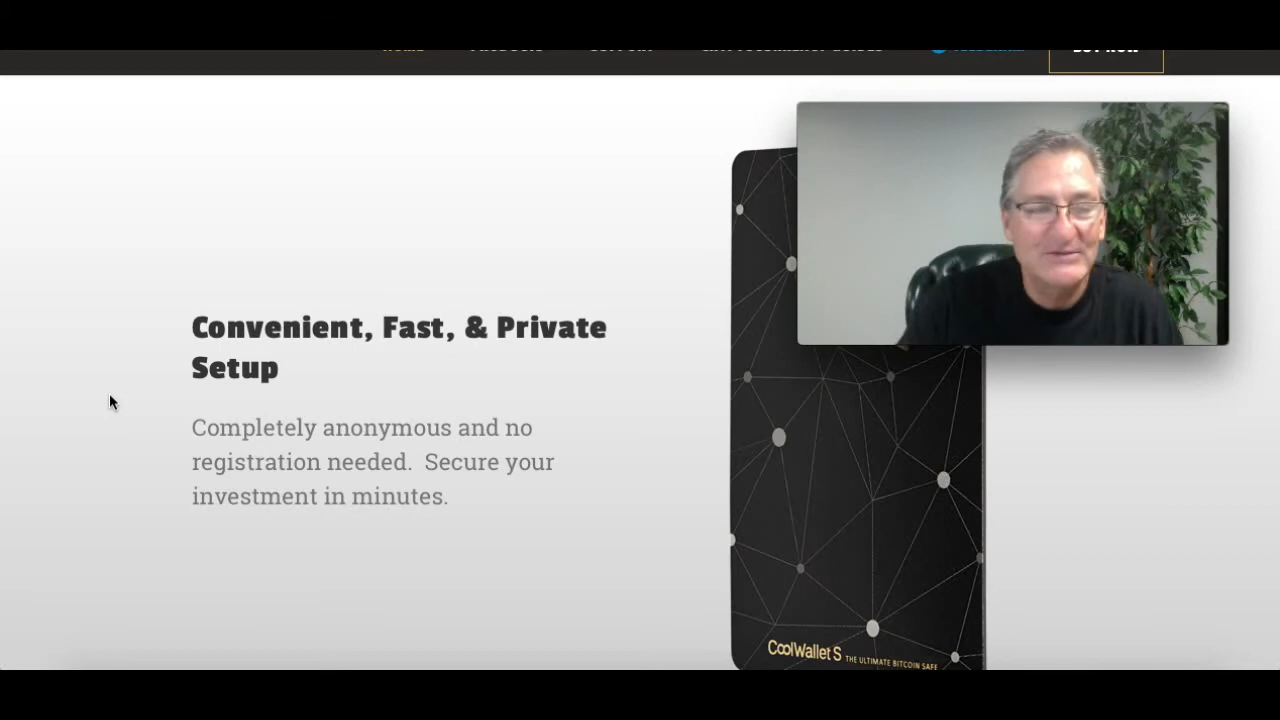 Convenient, Fast, & Private
Setup
Completely anonymous and no
registration needed. Secure your
investment in minutes.
CoolWallet S THE ULTIMATE BITCOIN SAFE